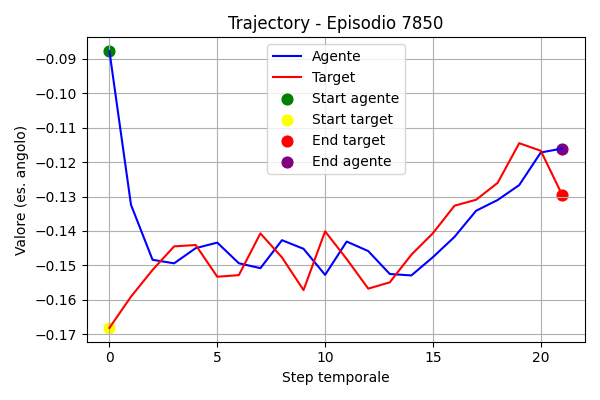 Trajectory - Episodio 7850
Valore (es. angolo)
−0.09
−0.10
−0.11
−0.12
−0.13
−0.14
−0.15
−0.16
−0.17
Agente
Target
Start agente
Start target
End target
End agente
0
5
10
15
20
Step temporale